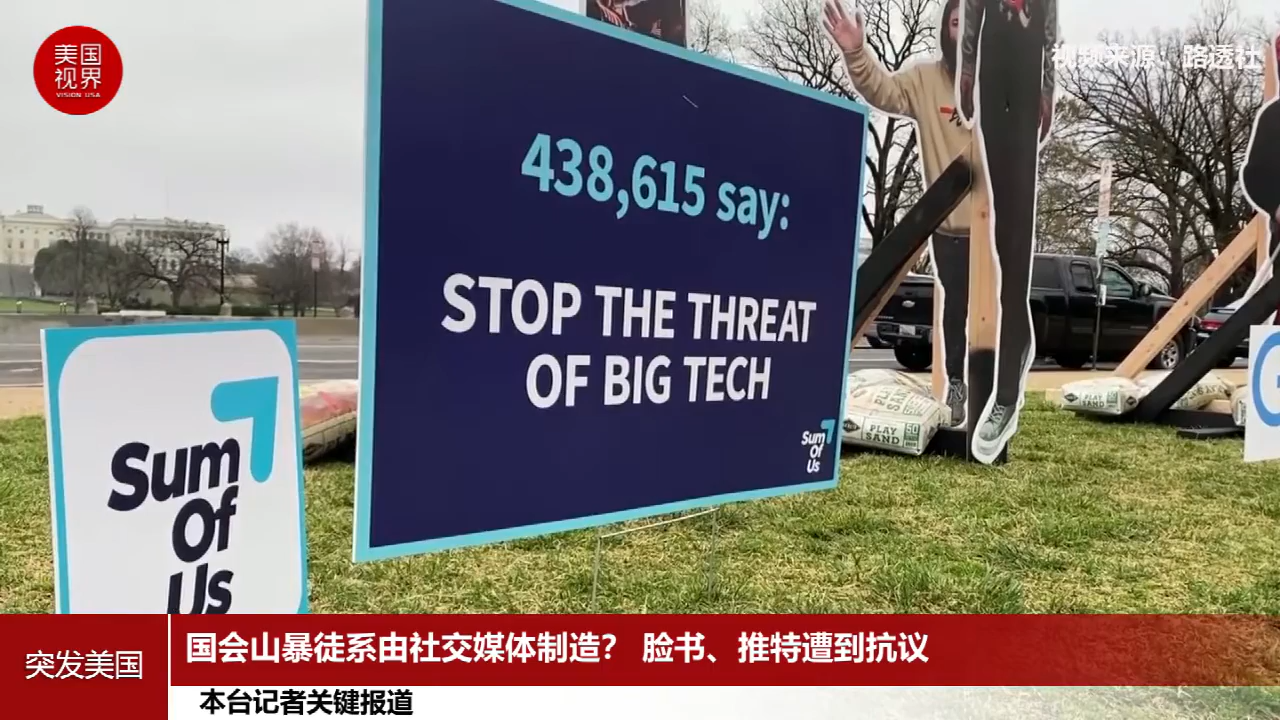 美国
视界
VISION USA
视频来源：路透社
438,615 say:
STOP THE THREAT
OF BIG TECH
Sum
Of
Us
Sum
Of
Us
PLAY
SAND
50
PLAY
SAND
G
突发美国
国会山暴徒系由社交媒体制造？ 脸书、推特遭到抗议
本台记者关键报道